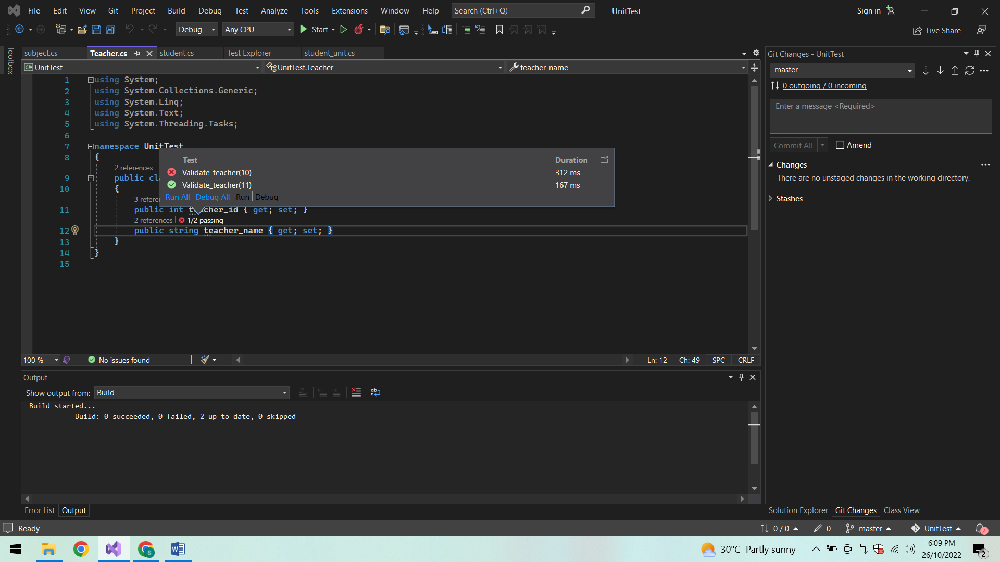 File Edit View Git Project Build Debug Test Analyze Tools Extensions Window Help Search (Ctrl+Q) UnitTest Sign in
Debug Any CPU Start Live Share
Toolbox
subject.cs Teacher.cs student.cs Test Explorer student_unit.cs
C# UnitTest UnitTest.Teacher teacher_name
1 using System;
2 using System.Collections.Generic;
3 using System.Linq;
4 using System.Text;
5 using System.Threading.Tasks;
6
7 namespace UnitTest
8 {
2 references
9 public cla
10 {
3 refere
11 public int teacher_id { get; set; }
2 references 1/2 passing
12 public string teacher_name { get; set; }
13 }
14 }
15
Test Duration
Validate_teacher(10) 312 ms
Validate_teacher(11) 167 ms
Run All Debug All Run Debug
100 % No issues found Ln: 12 Ch: 49 SPC CRLF
Output
Show output from: Build
Build started...
========== Build: 0 succeeded, 0 failed, 2 up-to-date, 0 skipped ==========
Error List Output
Git Changes - UnitTest
master
0 outgoing / 0 incoming
Enter a message <Required>
Commit All Amend
Changes
There are no unstaged changes in the working directory.
Stashes
Solution Explorer Git Changes Class View
Ready 0 / 0 0 master UnitTest 2
S W 30°C Partly sunny 6:09 PM
26/10/2022 2